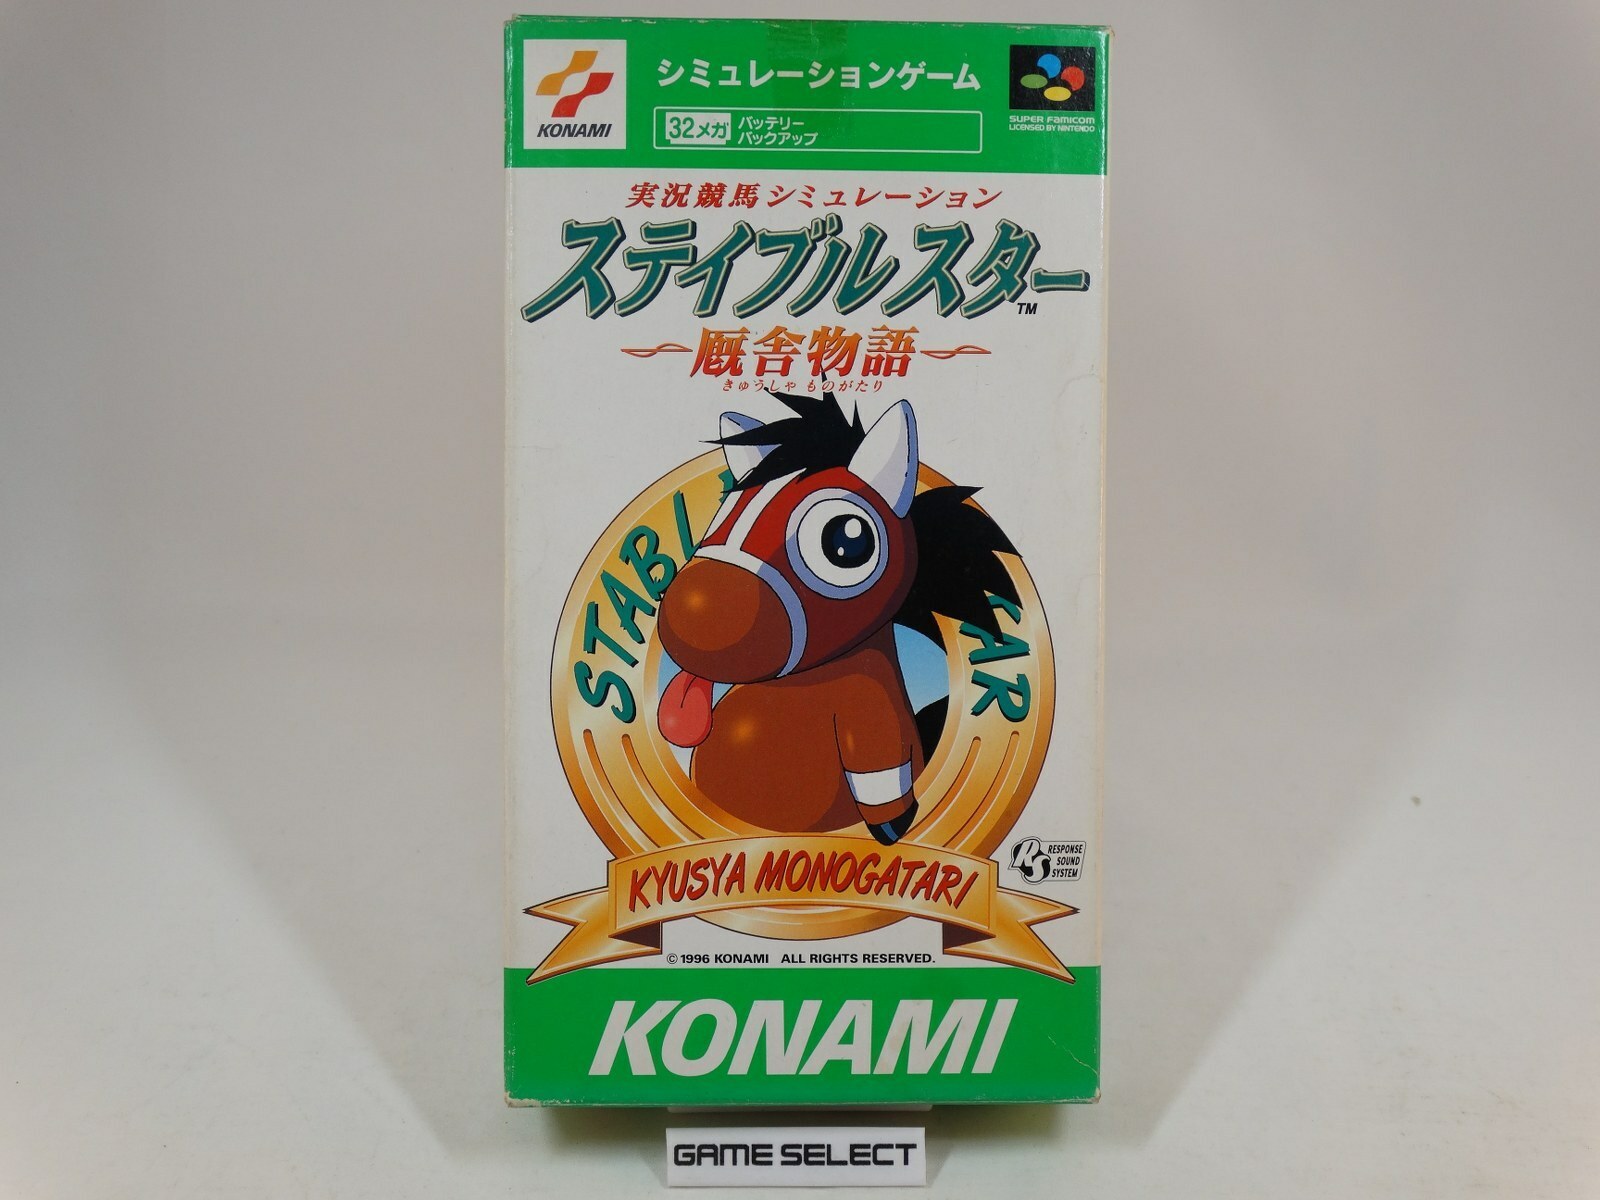 KONAMI
シミュレーションゲーム
32メガ
バッテリー
バックアップ
SUPER FAMICOM
LICENSED BY NINTENDO
実況競馬シミュレーション
ステイブルスター
TM
厩舎物語
きゅうしゃ ものがたり
STABL
TAR
KYUSYA MONOGATARI
RS RESPONSE
SOUND
SYSTEM
© 1996 KONAMI ALL RIGHTS RESERVED.
KONAMI
GAME SELECT